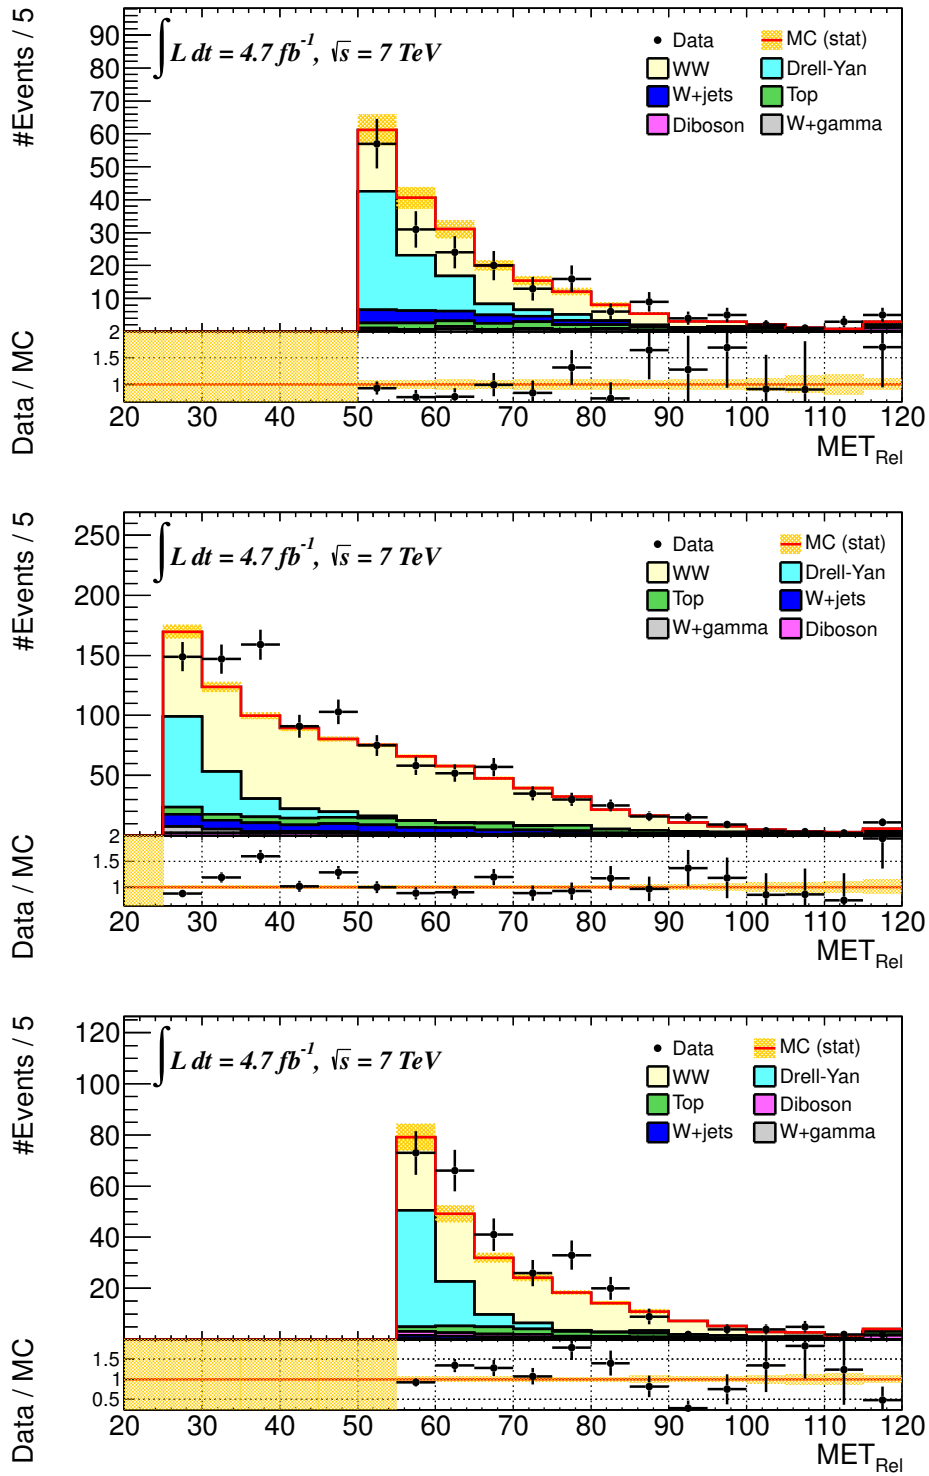 #Events / 5
90
80
70
60
50
40
30
20
10
∫ L dt = 4.7 fb⁻¹, √s = 7 TeV
Data
MC (stat)
WW
Drell-Yan
W+jets
Top
Diboson
W+gamma
Data / MC
2
1.5
1
20 30 40 50 60 70 80 90 100 110 120
MET_Rel
#Events / 5
250
200
150
100
50
∫ L dt = 4.7 fb⁻¹, √s = 7 TeV
Data
MC (stat)
WW
Drell-Yan
Top
W+jets
W+gamma
Diboson
Data / MC
2
1.5
1
20 30 40 50 60 70 80 90 100 110 120
MET_Rel
#Events / 5
120
100
80
60
40
20
∫ L dt = 4.7 fb⁻¹, √s = 7 TeV
Data
MC (stat)
WW
Drell-Yan
Top
Diboson
W+jets
W+gamma
Data / MC
1.5
1
0.5
20 30 40 50 60 70 80 90 100 110 120
MET_Rel